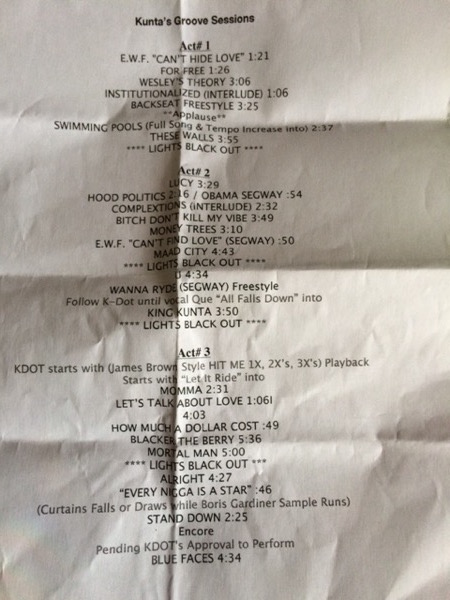 Kunta's Groove Sessions
Act# 1
E.W.F. "CAN'T HIDE LOVE" 1:21
FOR FREE 1:26
WESLEY'S THEORY 3:06
INSTITUTIONALIZED (INTERLUDE) 1:06
BACKSEAT FREESTYLE 3:25
**Applause**
SWIMMING POOLS (Full Song & Tempo Increase into) 2:37
THESE WALLS 3:55
**** LIGHTS BLACK OUT ****
Act# 2
LUCY 3:29
HOOD POLITICS 2:16 / OBAMA SEGWAY :54
COMPLEXTIONS (INTERLUDE) 2:32
BITCH DON'T KILL MY VIBE 3:49
MONEY TREES 3:10
E.W.F. "CAN'T FIND LOVE" (SEGWAY) :50
MAAD CITY 4:43
**** LIGHTS BLACK OUT ****
U 4:34
WANNA RYDE (SEGWAY) Freestyle
Follow K-Dot until vocal Que "All Falls Down" into
KING KUNTA 3:50
**** LIGHTS BLACK OUT ****
Act# 3
KDOT starts with (James Brown Style HIT ME 1X, 2X's, 3X's) Playback
Starts with "Let It Ride" into
MOMMA 2:31
LET'S TALK ABOUT LOVE 1:06I
4:03
HOW MUCH A DOLLAR COST :49
BLACKER THE BERRY 5:36
MORTAL MAN 5:00
**** LIGHTS BLACK OUT ***
ALRIGHT 4:27
"EVERY NIGGA IS A STAR" :46
(Curtains Falls or Draws while Boris Gardiner Sample Runs)
STAND DOWN 2:25
Encore
Pending KDOT's Approval to Perform
BLUE FACES 4:34